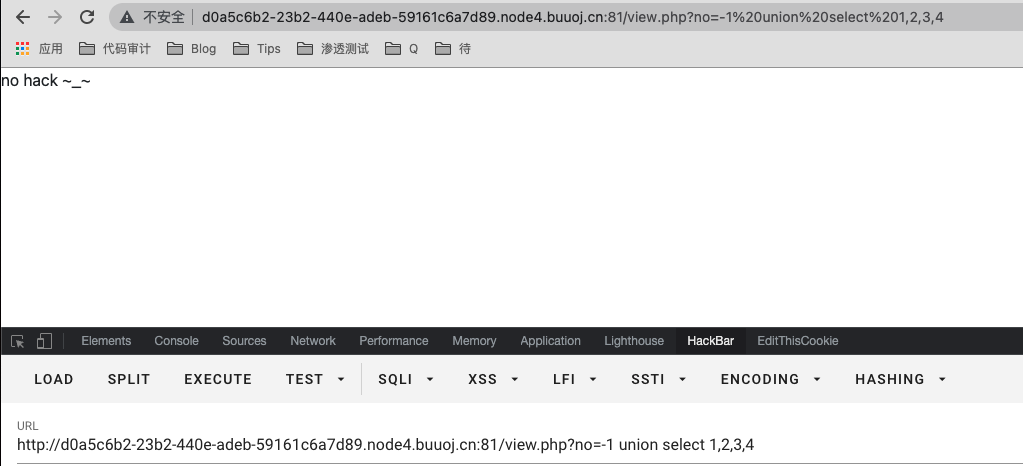 不安全 d0a5c6b2-23b2-440e-adeb-59161c6a7d89.node4.buuoj.cn:81/view.php?no=-1%20union%20select%201,2,3,4
应用 代码审计 Blog Tips 渗透测试 Q 待
no hack ~_~
Elements Console Sources Network Performance Memory Application Lighthouse HackBar EditThisCookie
LOAD SPLIT EXECUTE TEST SQLI XSS LFI SSTI ENCODING HASHING
URL
http://d0a5c6b2-23b2-440e-adeb-59161c6a7d89.node4.buuoj.cn:81/view.php?no=-1 union select 1,2,3,4